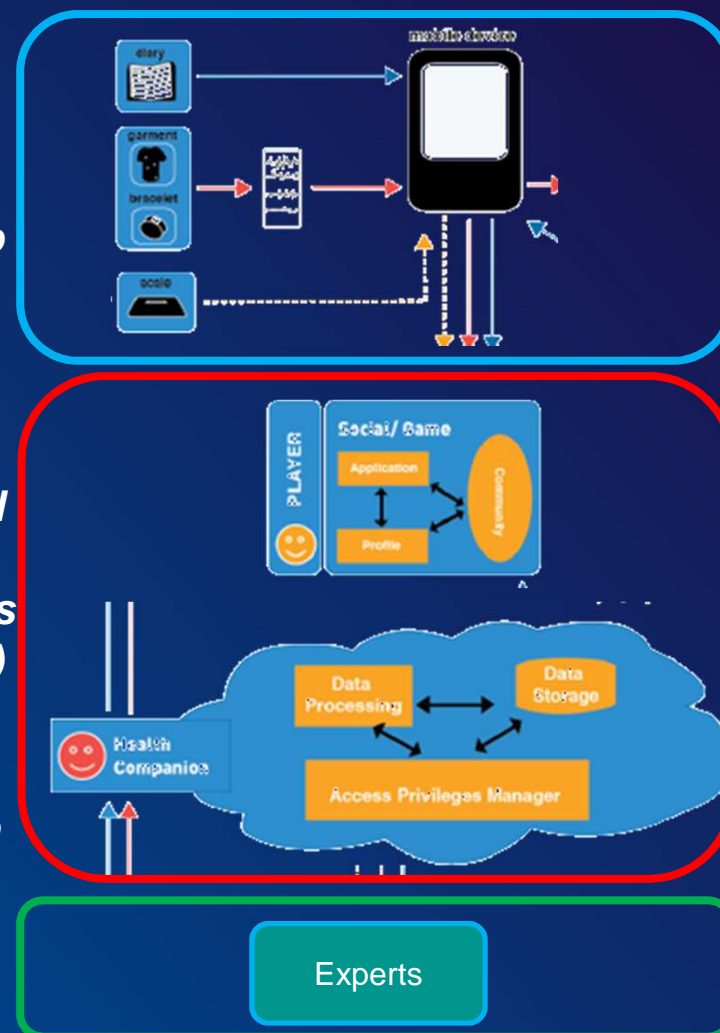 mobile device
diary
garment
bracelet
scale
PLAYER
Social/ Game
Application
Community
Profile
Data
Processing
Data
Storage
Health
Companion
Access Privileges Manager
Experts